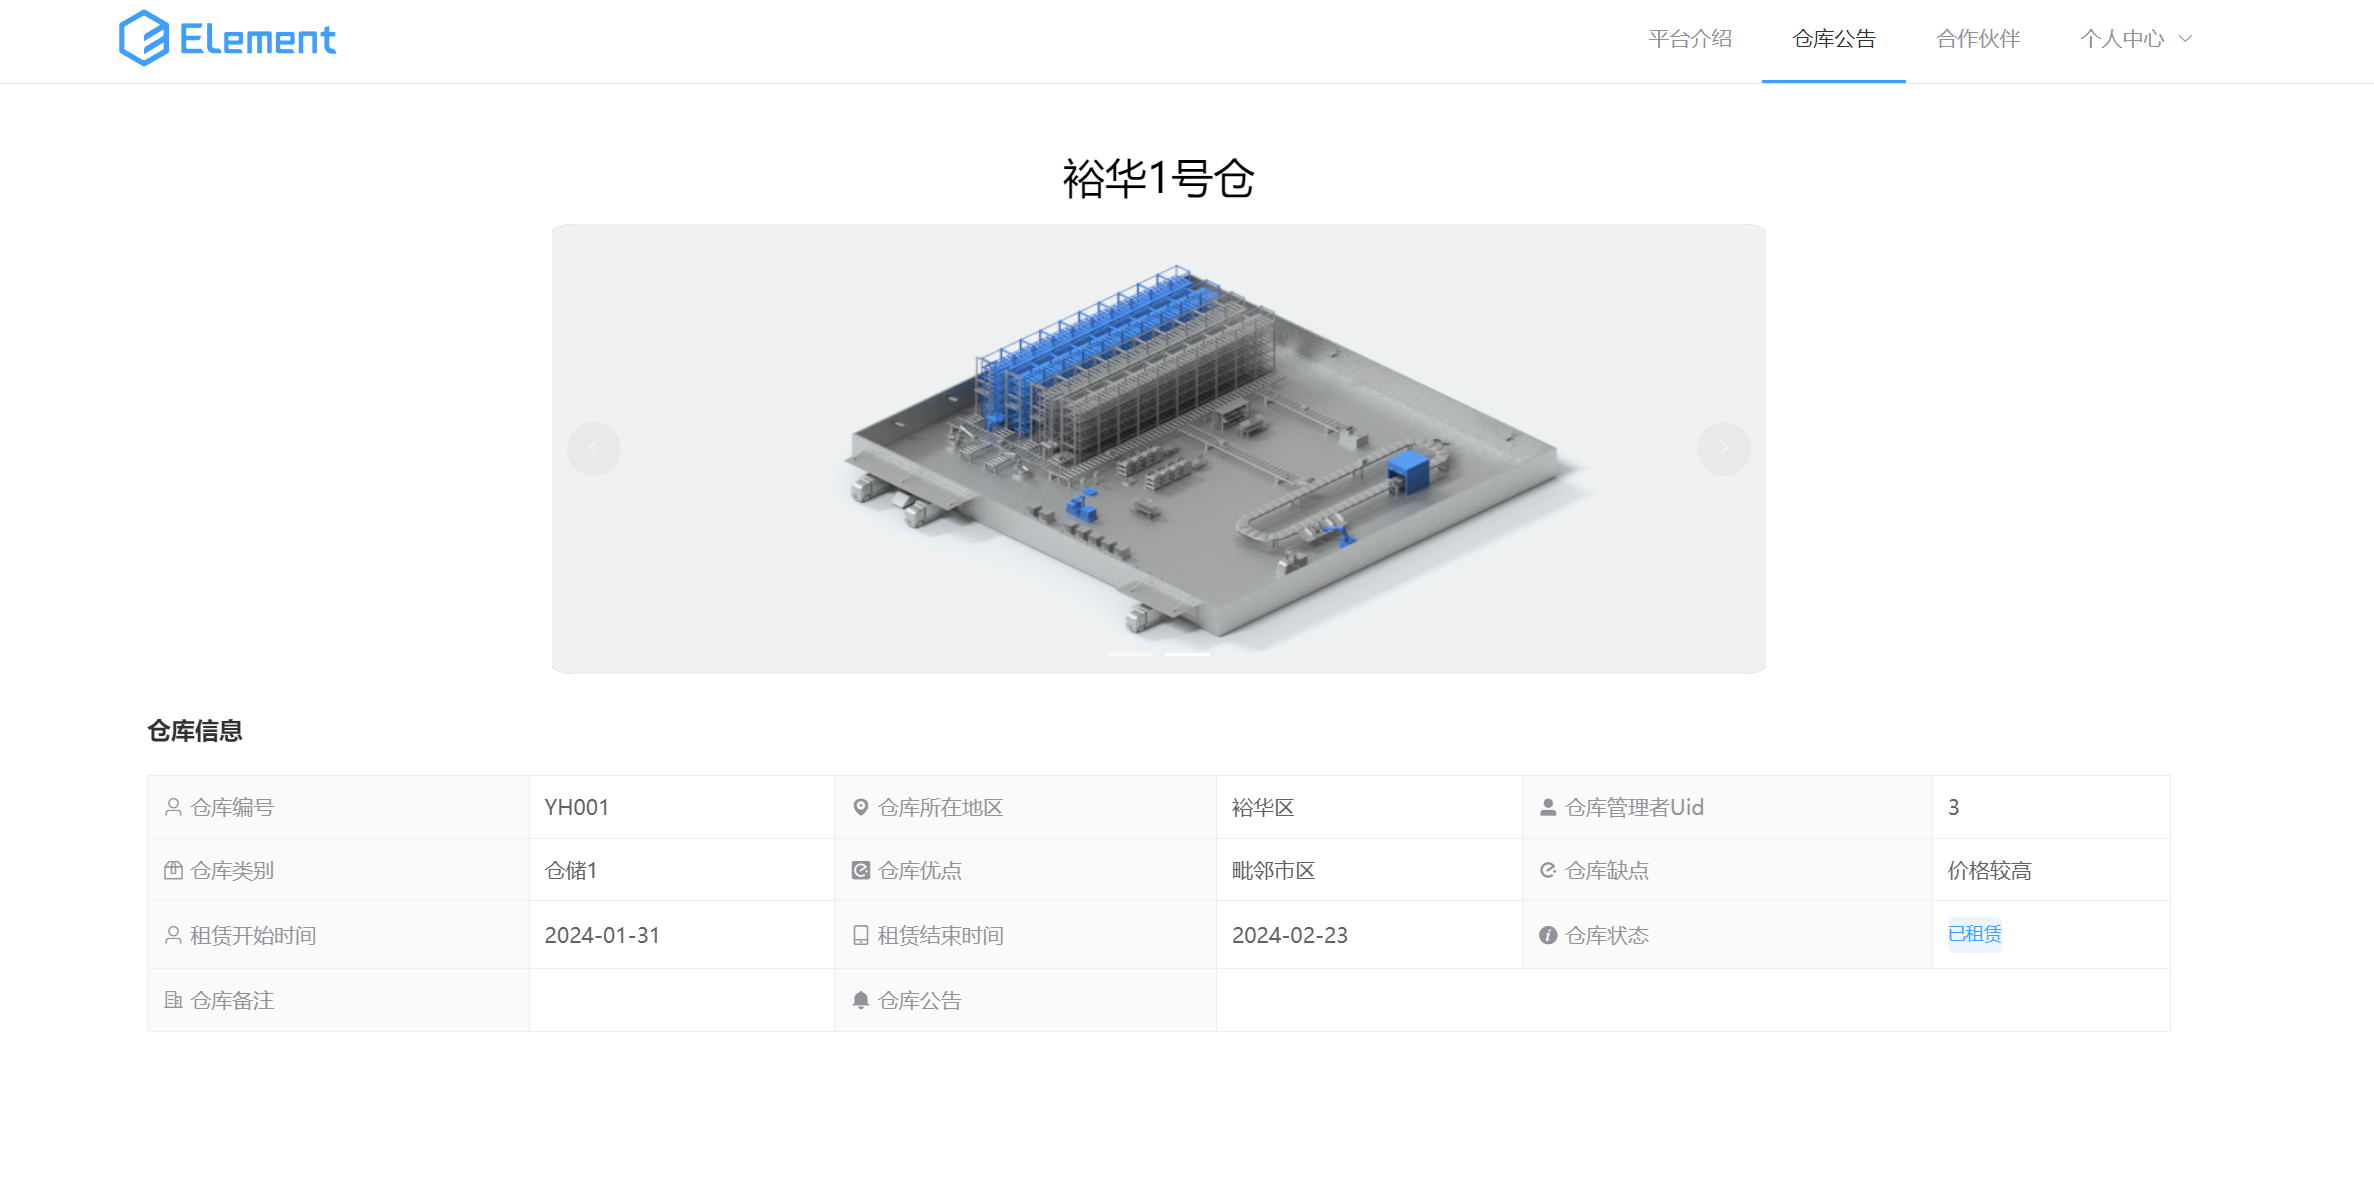 Element
平台介绍 仓库公告 合作伙伴 个人中心
裕华1号仓
仓库信息
仓库编号 YH001 仓库所在地区 裕华区 仓库管理者Uid 3
仓库类别 仓储1 仓库优点 毗邻市区 仓库缺点 价格较高
租赁开始时间 2024-01-31 租赁结束时间 2024-02-23 仓库状态 已租赁
仓库备注 仓库公告